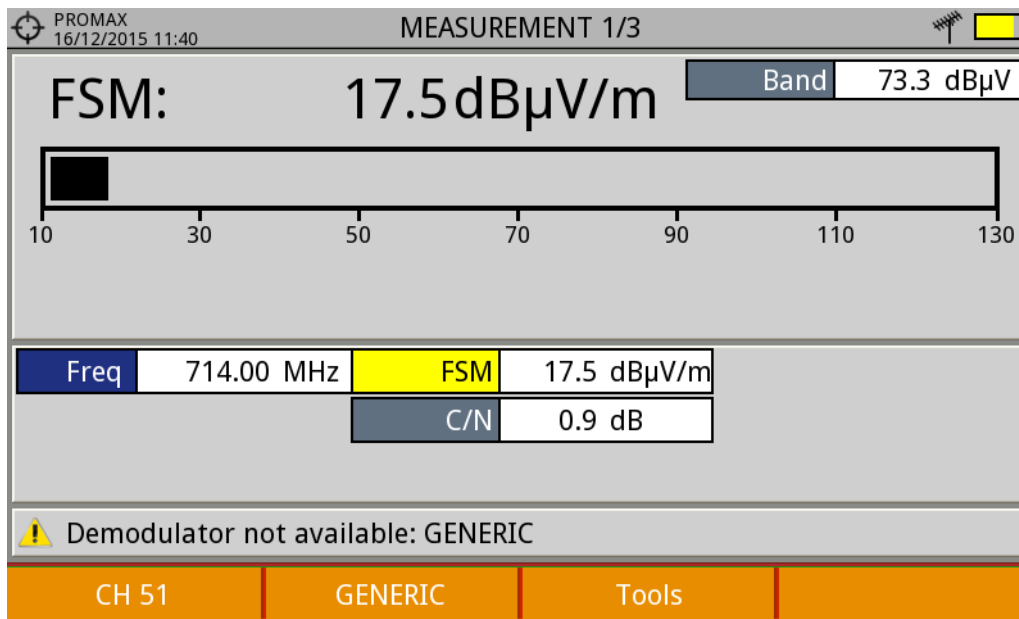 PROMAX
16/12/2015 11:40
MEASUREMENT 1/3
FSM: 17.5 dBµV/m
Band 73.3 dBµV
10 30 50 70 90 110 130
Freq 714.00 MHz FSM 17.5 dBµV/m
C/N 0.9 dB
Demodulator not available: GENERIC
CH 51 GENERIC Tools